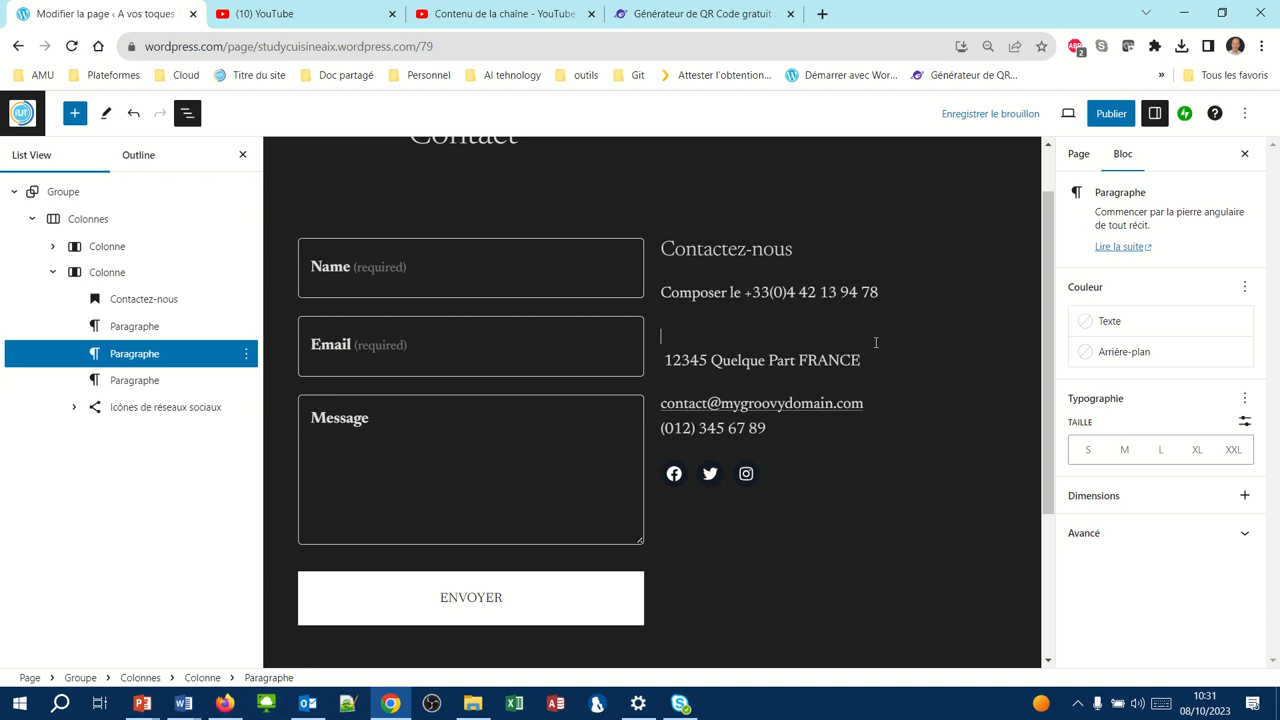 Modifier la page « A vos toques
(10) YouTube
Contenu de la chaîne - YouTube
Générateur de QR Code gratuit
wordpress.com/page/studycuisineaix.wordpress.com/79
2
AMU
Plateformes
Cloud
Titre du site
Doc partagé
Personnel
AI tehnology
outils
Git
Attester l'obtention...
Démarrer avec Wor...
Générateur de QR...
»
Tous les favoris
iUT
Enregistrer le brouillon
Publier
List View
Outline
Page
Bloc
Groupe
Colonnes
Colonne
Colonne
Contactez-nous
Paragraphe
Paragraphe
Paragraphe
Icônes de réseaux sociaux
Contact
Name (required)
Email (required)
Message
ENVOYER
Contactez-nous
Composer le +33(0)4 42 13 94 78
12345 Quelque Part FRANCE
contact@mygroovydomain.com
(012) 345 67 89
Paragraphe
Commencer par la pierre angulaire
de tout récit.
Lire la suite
Couleur
Texte
Arrière-plan
Typographie
TAILLE
S M L XL XXL
Dimensions
Avancé
Page > Groupe > Colonnes > Colonne > Paragraphe
10:31
08/10/2023